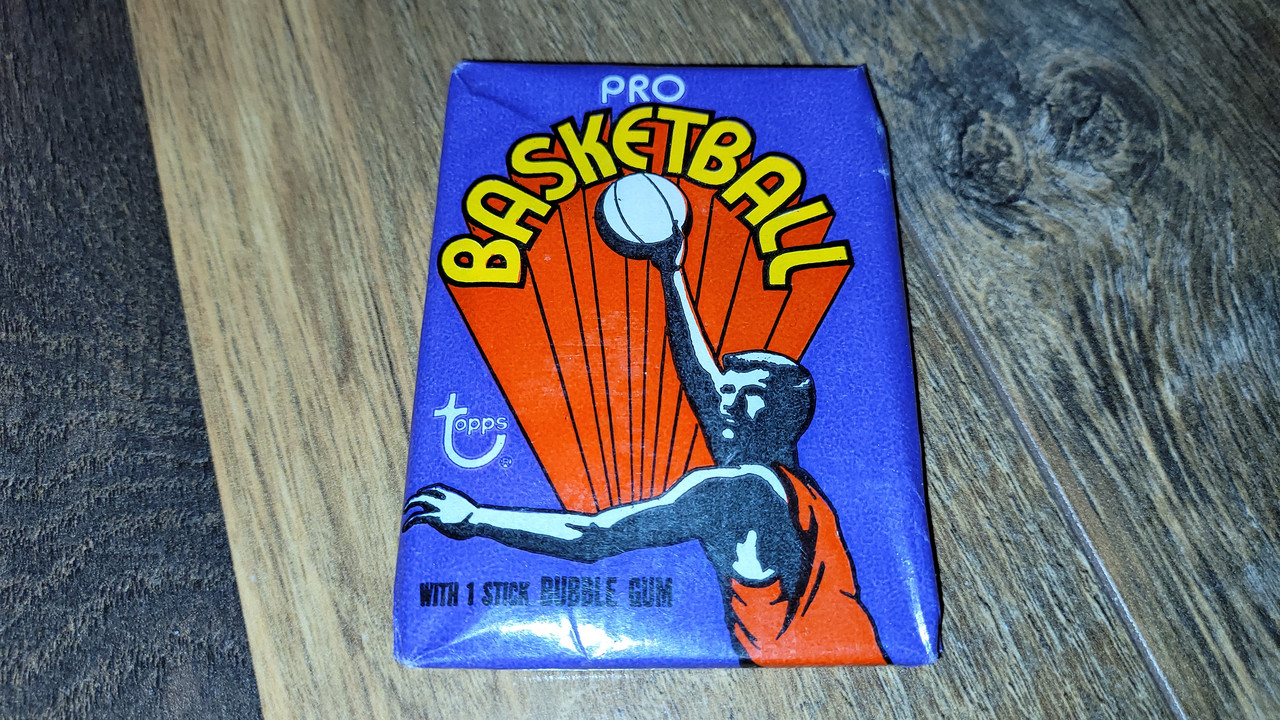 PRO
BASKETBALL
topps®
WITH 1 STICK BUBBLE GUM